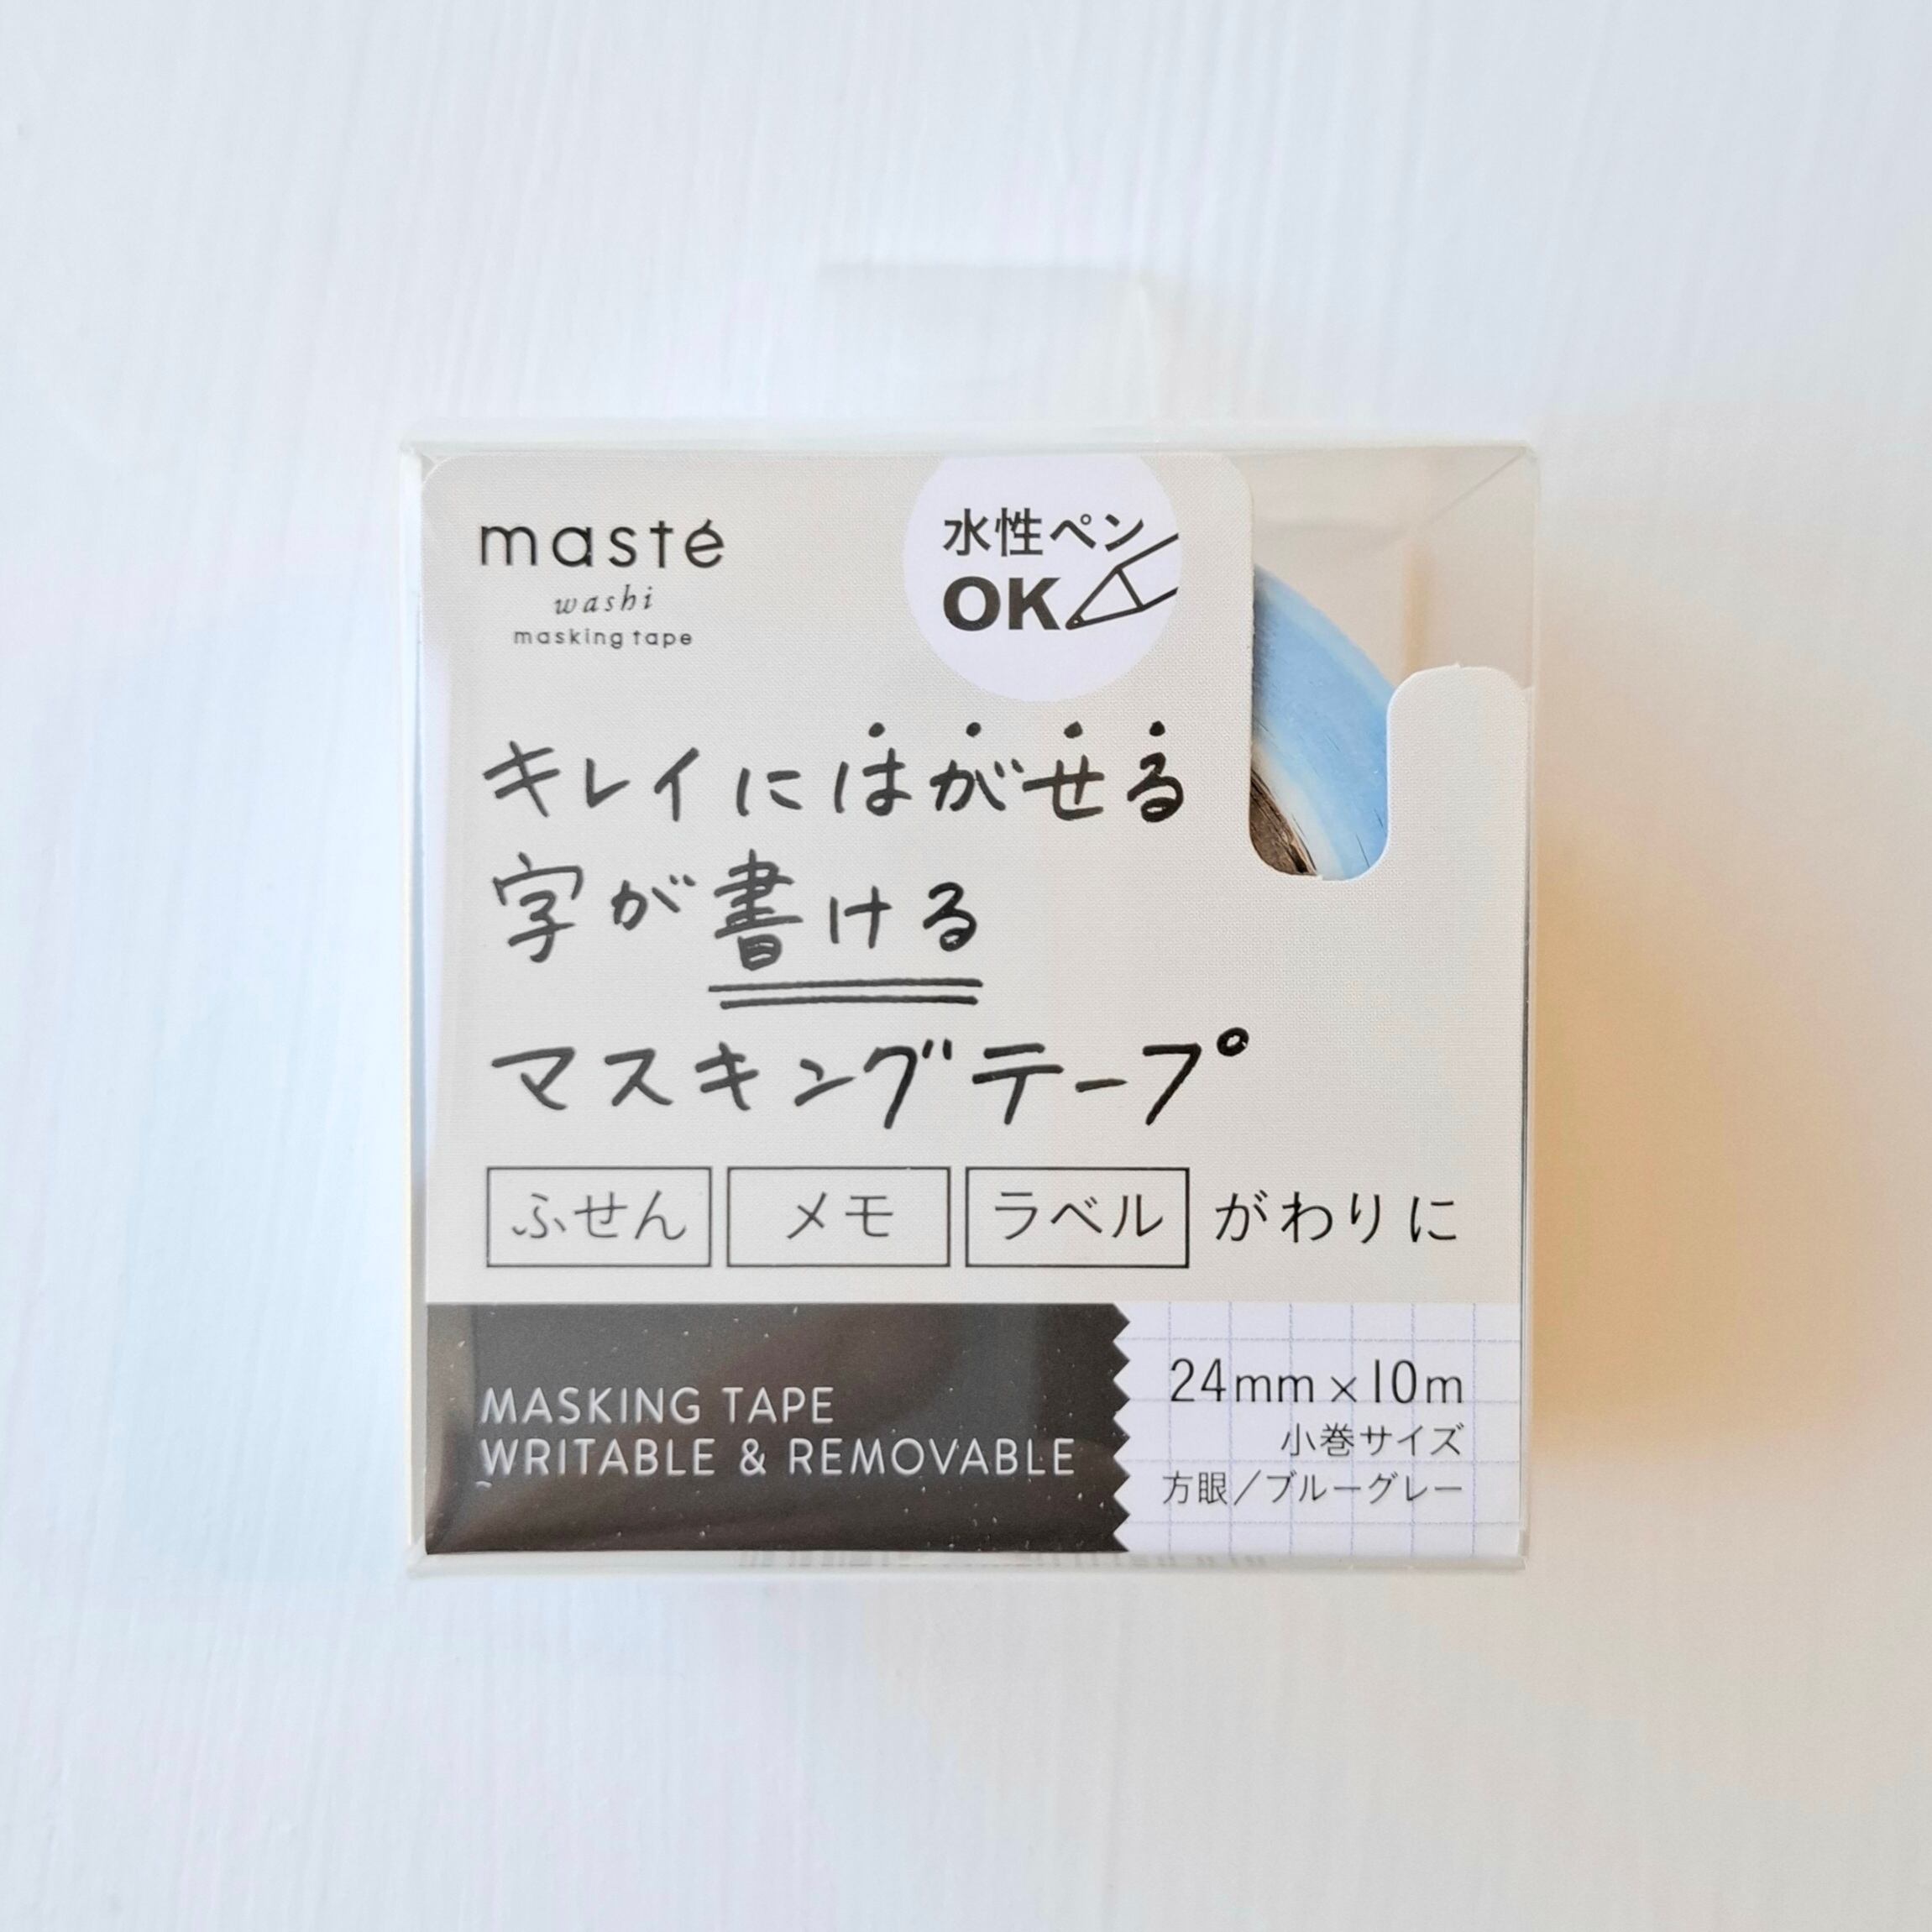 masté
washi
masking tape
水性ペン
OK
キレイにはがせる
字が書ける
マスキングテープ
ふせん メモ ラベル がわりに
MASKING TAPE
WRITABLE & REMOVABLE
24mm×10m
小巻サイズ
方眼/ブルーグレー